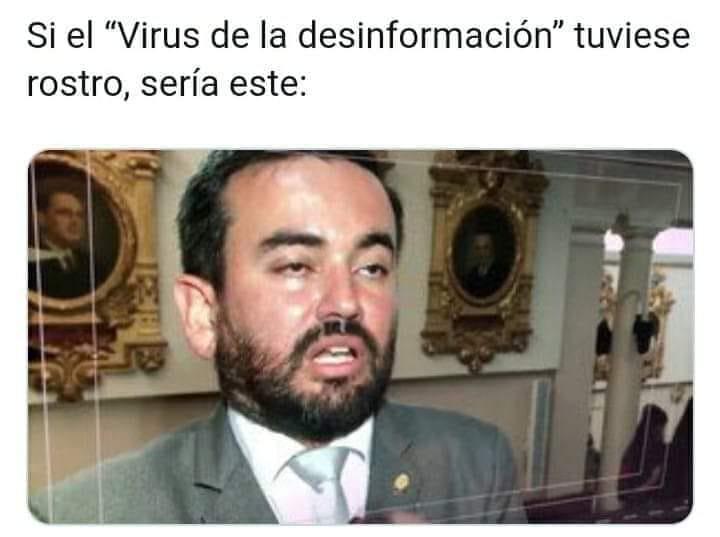 Si el “Virus de la desinformación” tuviese
rostro, sería este: